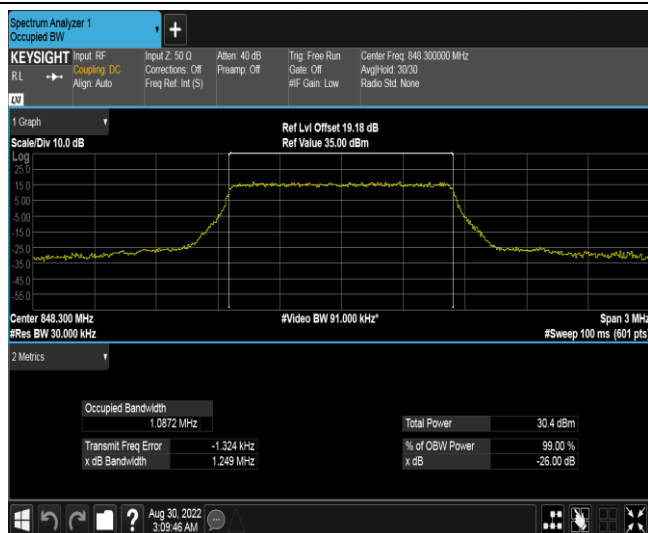 Spectrum Analyzer 1
Occupied BW
+
KEYSIGHT Input: RF Input Z: 50 Ω Atten: 40 dB Trig: Free Run Center Freq: 848.300000 MHz
RL Coupling: DC Corrections: Off Preamp: Off Gate: Off Avg|Hold: 30/30
Align: Auto Freq Ref: Int (S) #IF Gain: Low Radio Std: None
LXI
1 Graph
Ref Lvl Offset 19.18 dB
Scale/Div 10.0 dB Ref Value 35.00 dBm
Log
25.0
15.0
5.00
-5.00
-15.0
-25.0
-35.0
-45.0
-55.0
Center 848.300 MHz #Video BW 91.000 kHz* Span 3 MHz
#Res BW 30.000 kHz #Sweep 100 ms (601 pts)
2 Metrics
Occupied Bandwidth
1.0872 MHz Total Power 30.4 dBm
Transmit Freq Error -1.324 kHz % of OBW Power 99.00 %
x dB Bandwidth 1.249 MHz x dB -26.00 dB
? Aug 30, 2022
3:09:46 AM